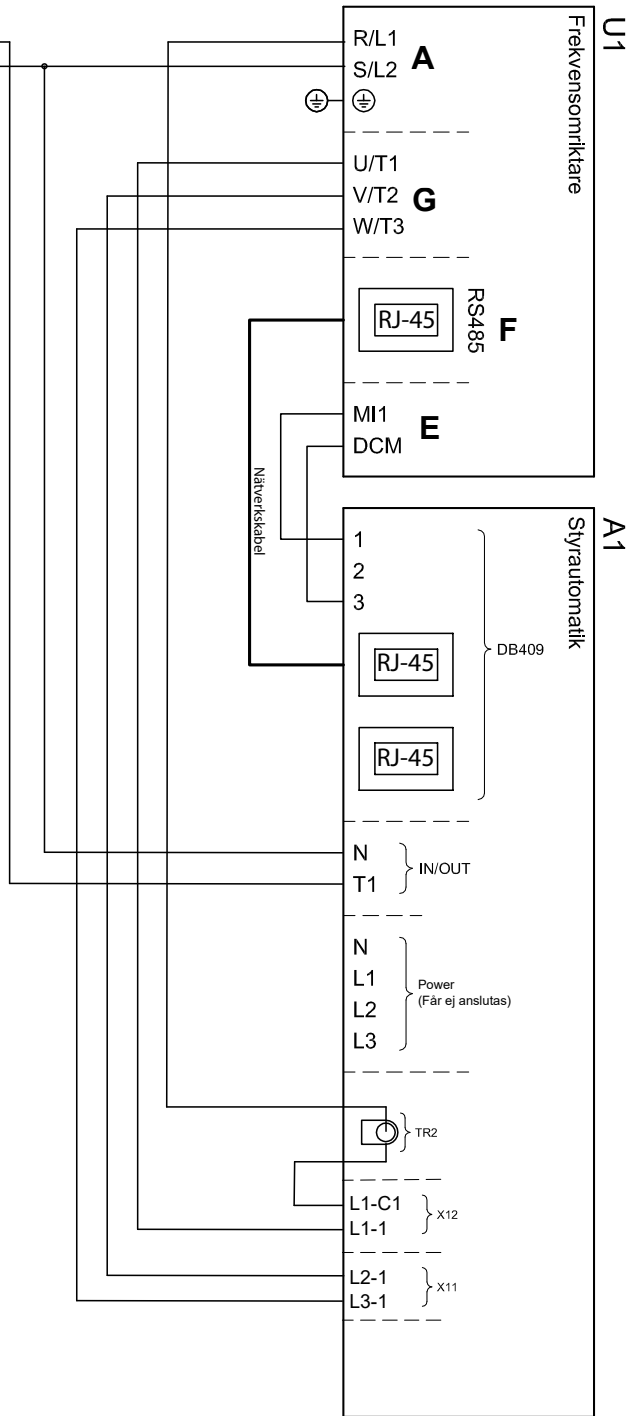 U1
Frekvensomriktare
R/L1
S/L2
A
U/T1
V/T2
W/T3
G
RJ-45
RS485
F
MI1
DCM
E
Nätverkskabel
A1
Styrautomatik
1
2
3
DB409
RJ-45
RJ-45
N
T1
IN/OUT
N
L1
L2
L3
Power
(Får ej anslutas)
TR2
L1-C1
L1-1
X12
L2-1
L3-1
X11